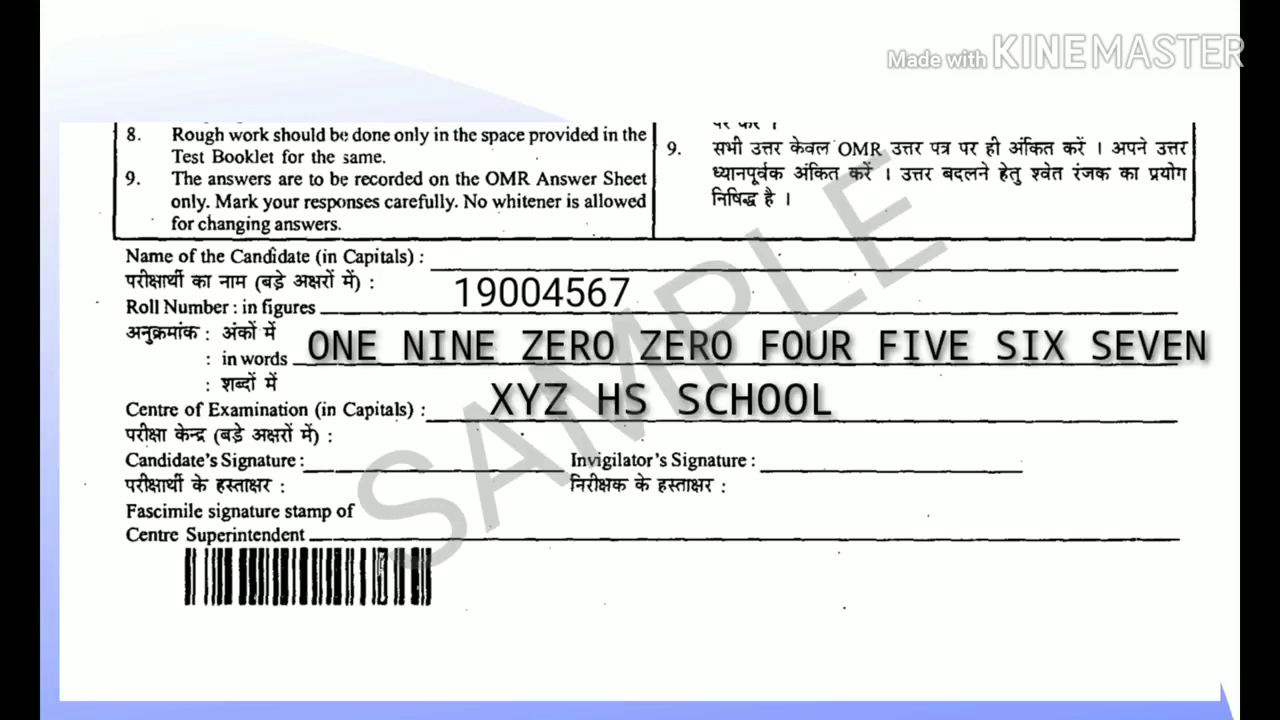 Made with KINEMASTER
8. Rough work should be done only in the space provided in the
Test Booklet for the same.
9. The answers are to be recorded on the OMR Answer Sheet
only. Mark your responses carefully. No whitener is allowed
for changing answers.
9. सभी उत्तर केवल OMR उत्तर पत्र पर ही अंकित करें । अपने उत्तर
ध्यानपूर्वक अंकित करें । उत्तर बदलने हेतु श्वेत रंजक का प्रयोग
निषिद्ध है ।
Name of the Candidate (in Capitals) :
परीक्षार्थी का नाम (बड़े अक्षरों में) :
Roll Number : in figures 19004567
अनुक्रमांक : अंकों में
: in words ONE NINE ZERO ZERO FOUR FIVE SIX SEVEN
: शब्दों में
Centre of Examination (in Capitals) : XYZ HS SCHOOL
परीक्षा केन्द्र (बड़े अक्षरों में) :
Candidate's Signature : Invigilator's Signature :
परीक्षार्थी के हस्ताक्षर : निरीक्षक के हस्ताक्षर :
Fascimile signature stamp of
Centre Superintendent
SAMPLE